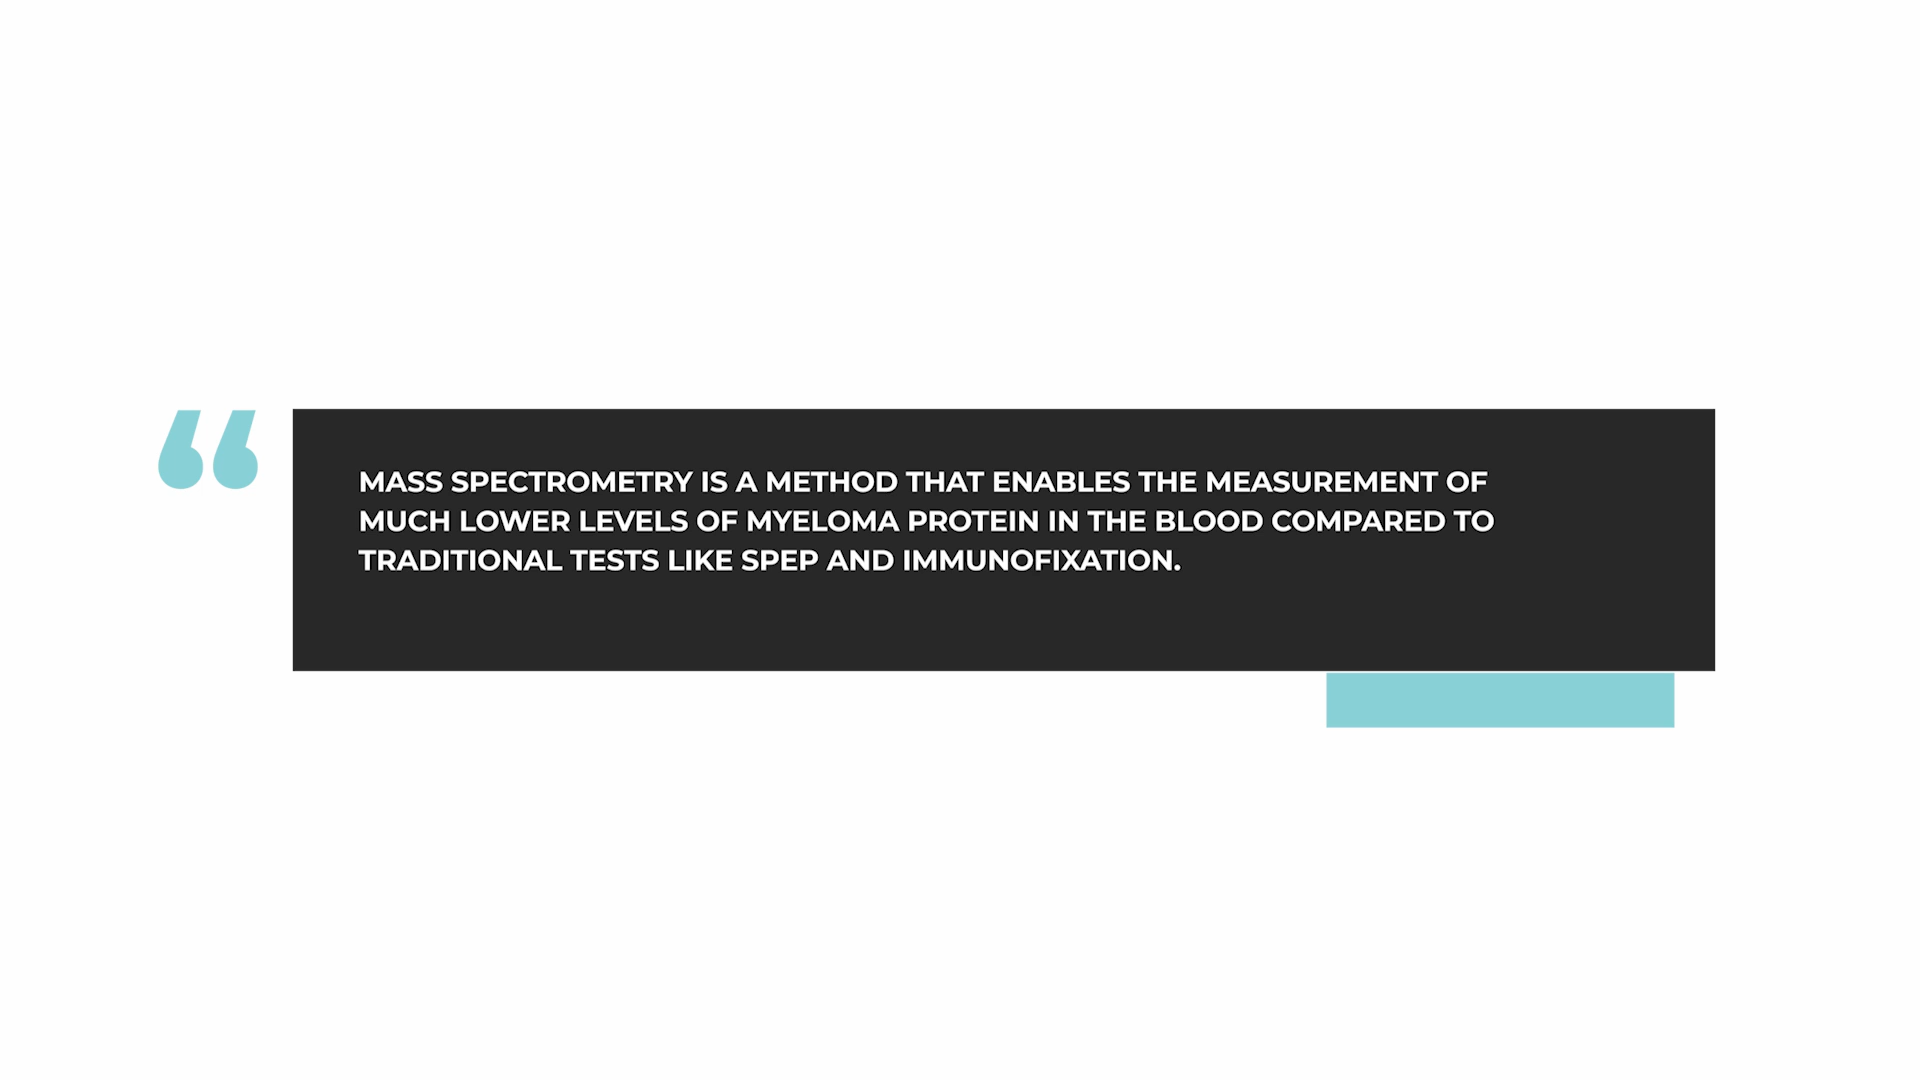 “
MASS SPECTROMETRY IS A METHOD THAT ENABLES THE MEASUREMENT OF
MUCH LOWER LEVELS OF MYELOMA PROTEIN IN THE BLOOD COMPARED TO
TRADITIONAL TESTS LIKE SPEP AND IMMUNOFIXATION.